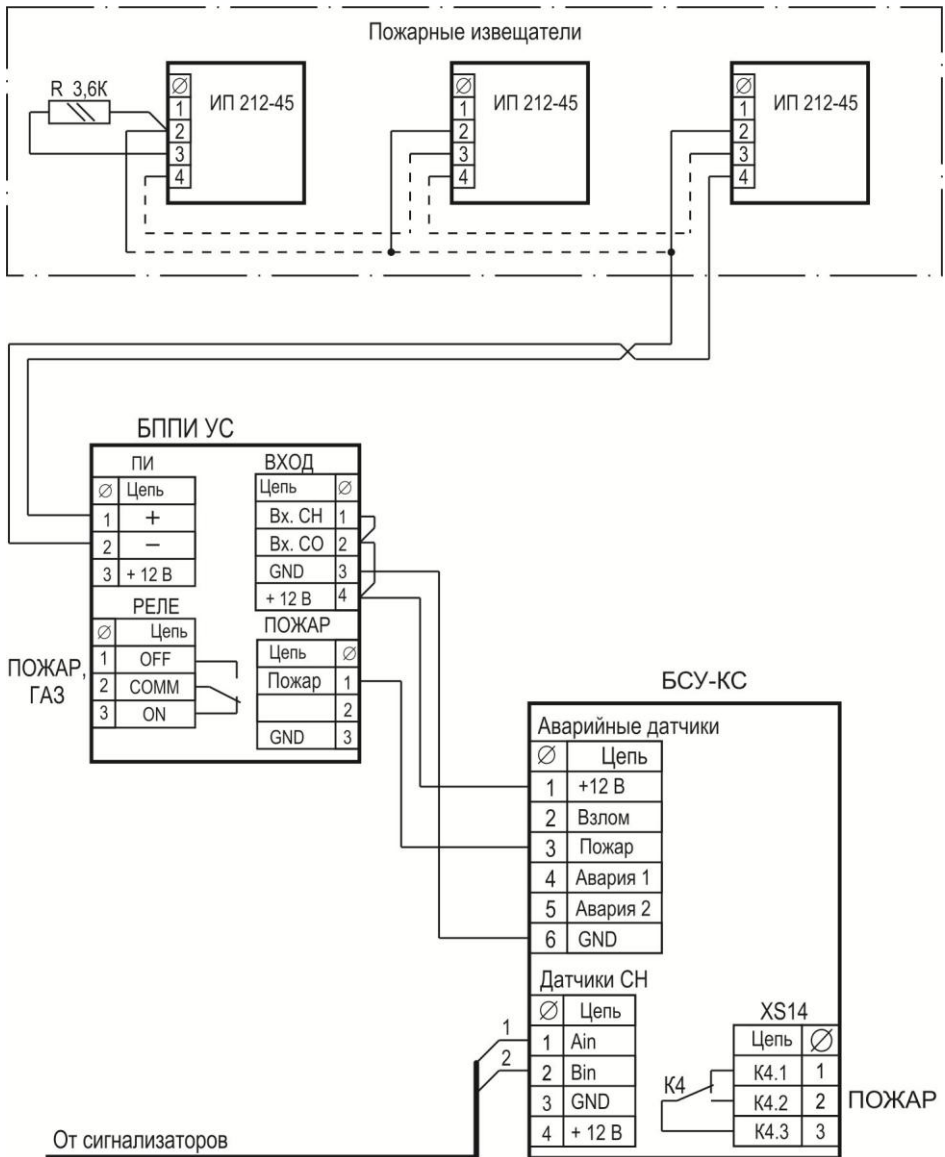 Пожарные извещатели
R 3,6К
∅
1
2
3
4
ИП 212-45
∅
1
2
3
4
ИП 212-45
∅
1
2
3
4
ИП 212-45
БППИ УС
ПИ
∅ Цепь
1 +
2 —
3 + 12 В
ВХОД
Цепь ∅
Вх. СН 1
Вх. СО 2
GND 3
+ 12 В 4
РЕЛЕ
∅ Цепь
1 OFF
2 COMM
3 ON
ПОЖАР,
ГАЗ
ПОЖАР
Цепь ∅
Пожар 1
2
GND 3
БСУ-КС
Аварийные датчики
∅ Цепь
1 +12 В
2 Взлом
3 Пожар
4 Авария 1
5 Авария 2
6 GND
Датчики СН
∅ Цепь
1 Ain
2 Bin
3 GND
4 + 12 В
1
2
XS14
Цепь ∅
К4.1 1
К4.2 2
К4.3 3
К4
ПОЖАР
От сигнализаторов